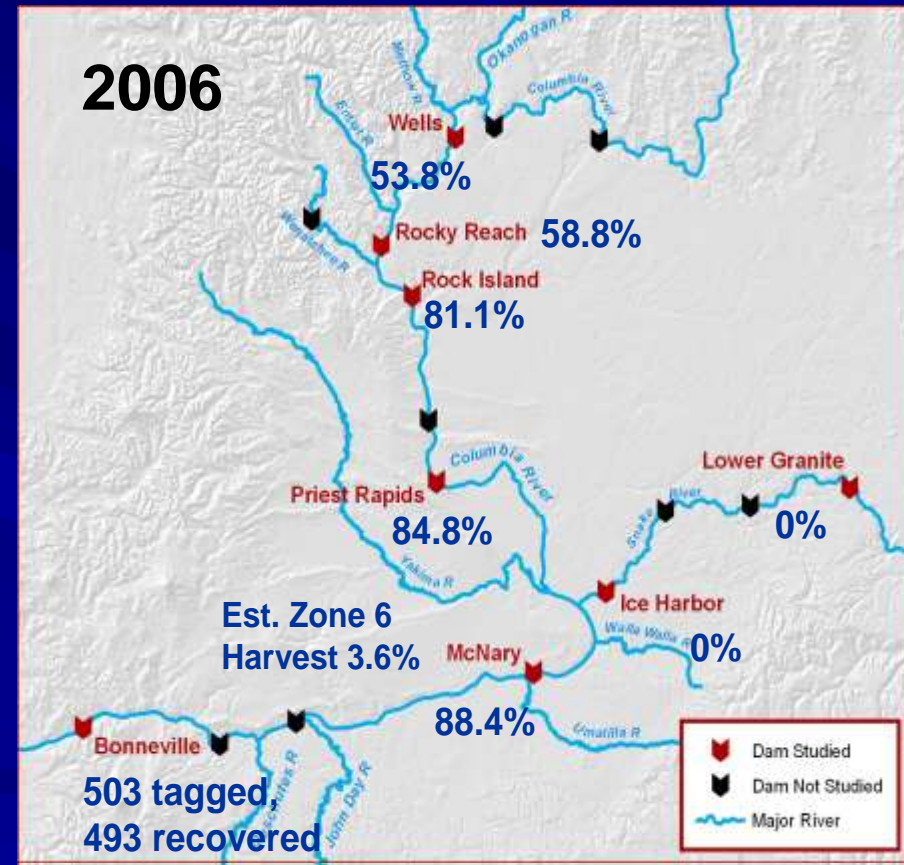 2006
Methow R
Okanogan R
Columbia River
Entiat R
Wells
53.8%
Rocky Reach 58.8%
Wenatchee R
Rock Island
81.1%
Columbia River
Lower Granite
Priest Rapids
Snake River
84.8%
0%
Yakima R
Ice Harbor
Est. Zone 6
Harvest 3.6%
Walla Walla R
0%
McNary
88.4%
Umatilla R
Bonneville
John Day R
503 tagged,
493 recovered
Dam Studied
Dam Not Studied
Major River